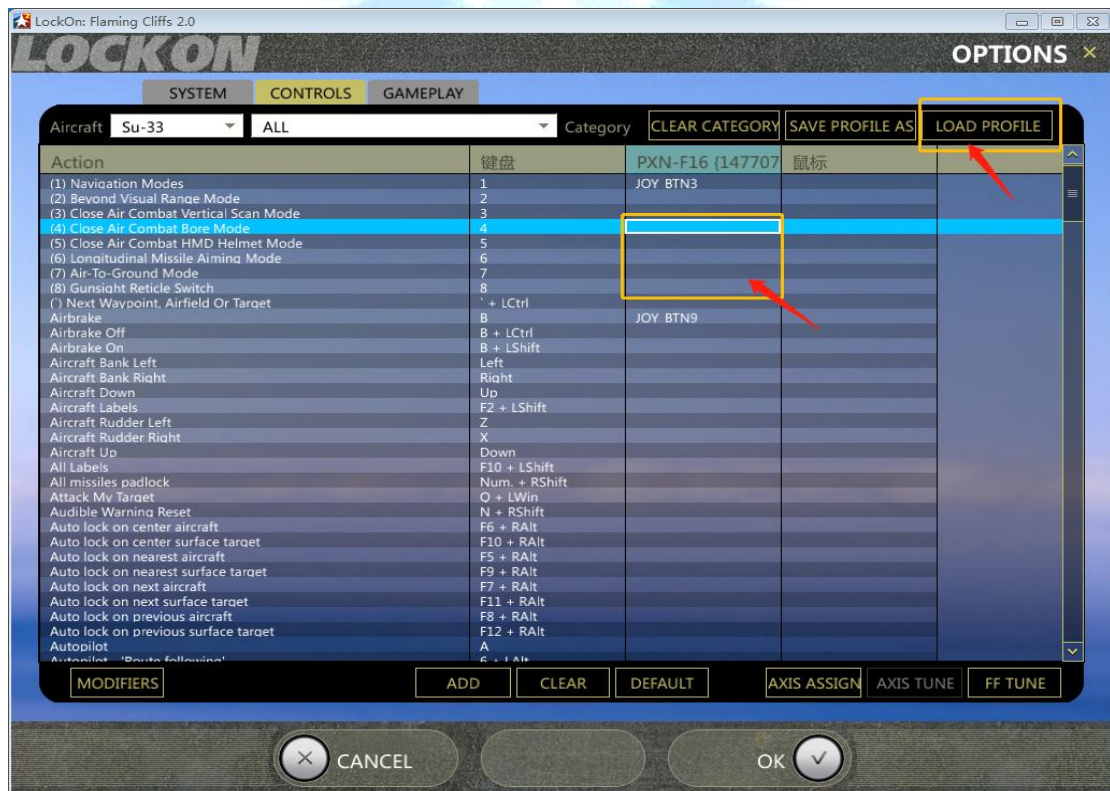 LockOn: Flaming Cliffs 2.0
LOCKON
OPTIONS
SYSTEM CONTROLS GAMEPLAY
Aircraft Su-33 ALL Category CLEAR CATEGORY SAVE PROFILE AS LOAD PROFILE
Action 键盘 PXN-F16 {147707 鼠标
(1) Navigation Modes 1 JOY BTN3
(2) Beyond Visual Range Mode 2
(3) Close Air Combat Vertical Scan Mode 3
(4) Close Air Combat Bore Mode 4
(5) Close Air Combat HMD Helmet Mode 5
(6) Longitudinal Missile Aiming Mode 6
(7) Air-To-Ground Mode 7
(8) Gunsight Reticle Switch 8
(`) Next Waypoint, Airfield Or Target ` + LCtrl
Airbrake B JOY BTN9
Airbrake Off B + LCtrl
Airbrake On B + LShift
Aircraft Bank Left Left
Aircraft Bank Right Right
Aircraft Down Up
Aircraft Labels F2 + LShift
Aircraft Rudder Left Z
Aircraft Rudder Right X
Aircraft Up Down
All Labels F10 + LShift
All missiles padlock Num. + RShift
Attack My Target Q + LWin
Audible Warning Reset N + RShift
Auto lock on center aircraft F6 + RAlt
Auto lock on center surface target F10 + RAlt
Auto lock on nearest aircraft F5 + RAlt
Auto lock on nearest surface target F9 + RAlt
Auto lock on next aircraft F7 + RAlt
Auto lock on next surface target F11 + RAlt
Auto lock on previous aircraft F8 + RAlt
Auto lock on previous surface target F12 + RAlt
Autopilot A
Autopilot - 'Route following' 6 + LAlt
MODIFIERS ADD CLEAR DEFAULT AXIS ASSIGN AXIS TUNE FF TUNE
CANCEL OK